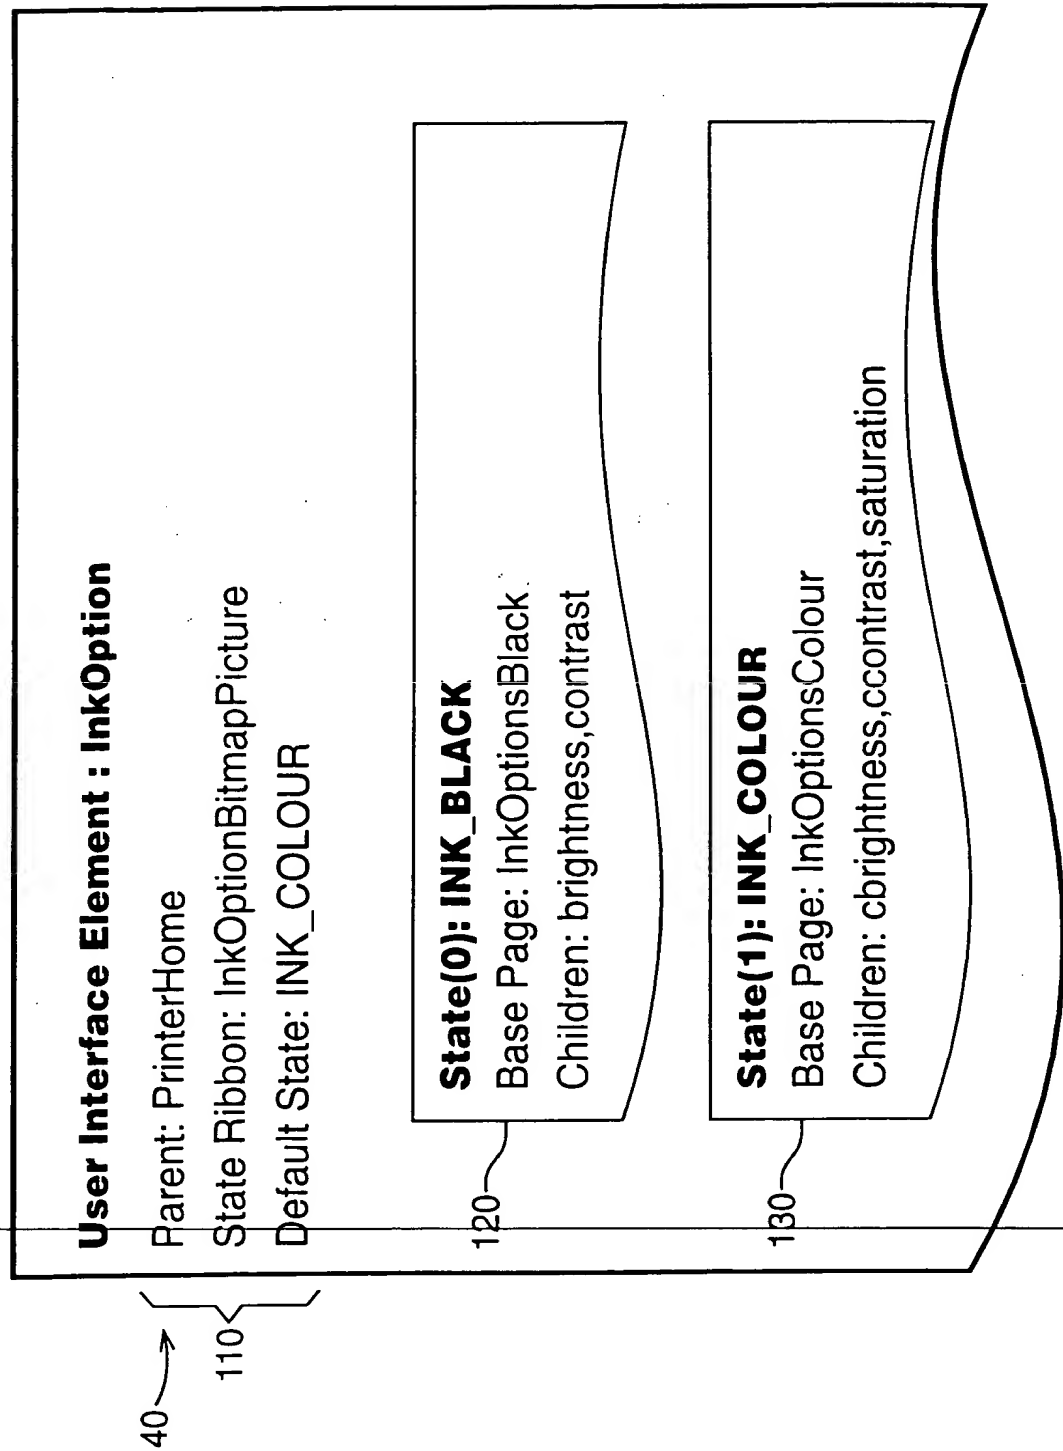 User Interface Element : InkOption
Parent: PrinterHome
State Ribbon: InkOptionBitmapPicture
Default State: INK_COLOUR
State(0): INK_BLACK
Base Page: InkOptionsBlack
Children: brightness,contrast
State(1): INK_COLOUR
Base Page: InkOptionsColour
Children: cbrightness,ccontrast,saturation
40
110
120
130